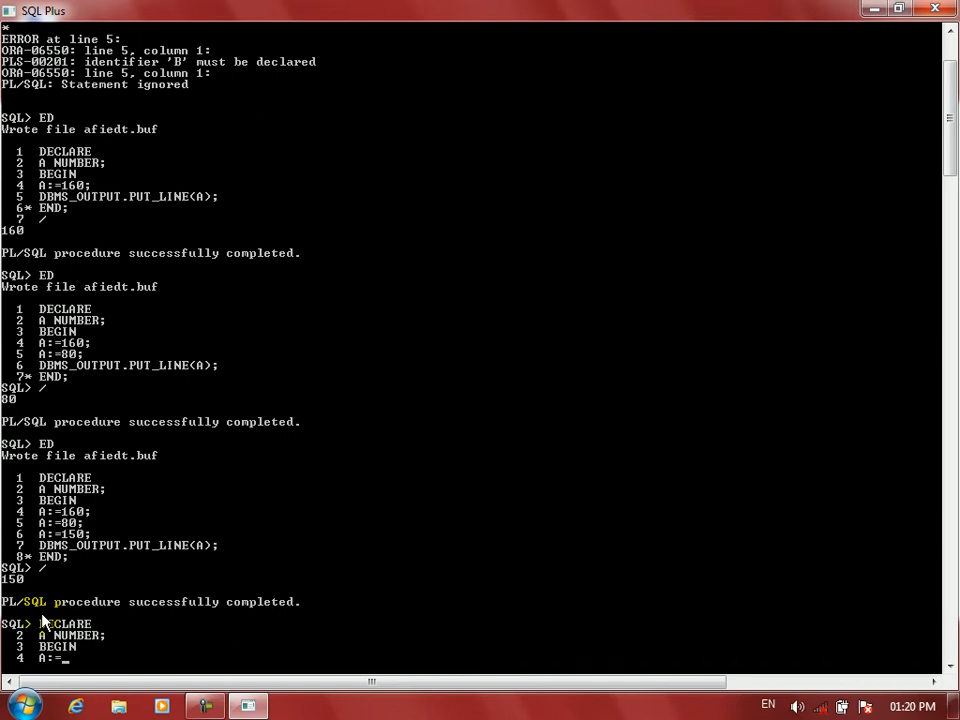 SQL Plus
*
ERROR at line 5:
ORA-06550: line 5, column 1:
PLS-00201: identifier 'B' must be declared
ORA-06550: line 5, column 1:
PL/SQL: Statement ignored
SQL> ED
Wrote file afiedt.buf
1 DECLARE
2 A NUMBER;
3 BEGIN
4 A:=160;
5 DBMS_OUTPUT.PUT_LINE(A);
6* END;
7 /
160
PL/SQL procedure successfully completed.
SQL> ED
Wrote file afiedt.buf
1 DECLARE
2 A NUMBER;
3 BEGIN
4 A:=160;
5 A:=80;
6 DBMS_OUTPUT.PUT_LINE(A);
7* END;
SQL> /
80
PL/SQL procedure successfully completed.
SQL> ED
Wrote file afiedt.buf
1 DECLARE
2 A NUMBER;
3 BEGIN
4 A:=160;
5 A:=80;
6 A:=150;
7 DBMS_OUTPUT.PUT_LINE(A);
8* END;
SQL> /
150
PL/SQL procedure successfully completed.
SQL> DECLARE
2 A NUMBER;
3 BEGIN
4 A:=_
EN 01:20 PM